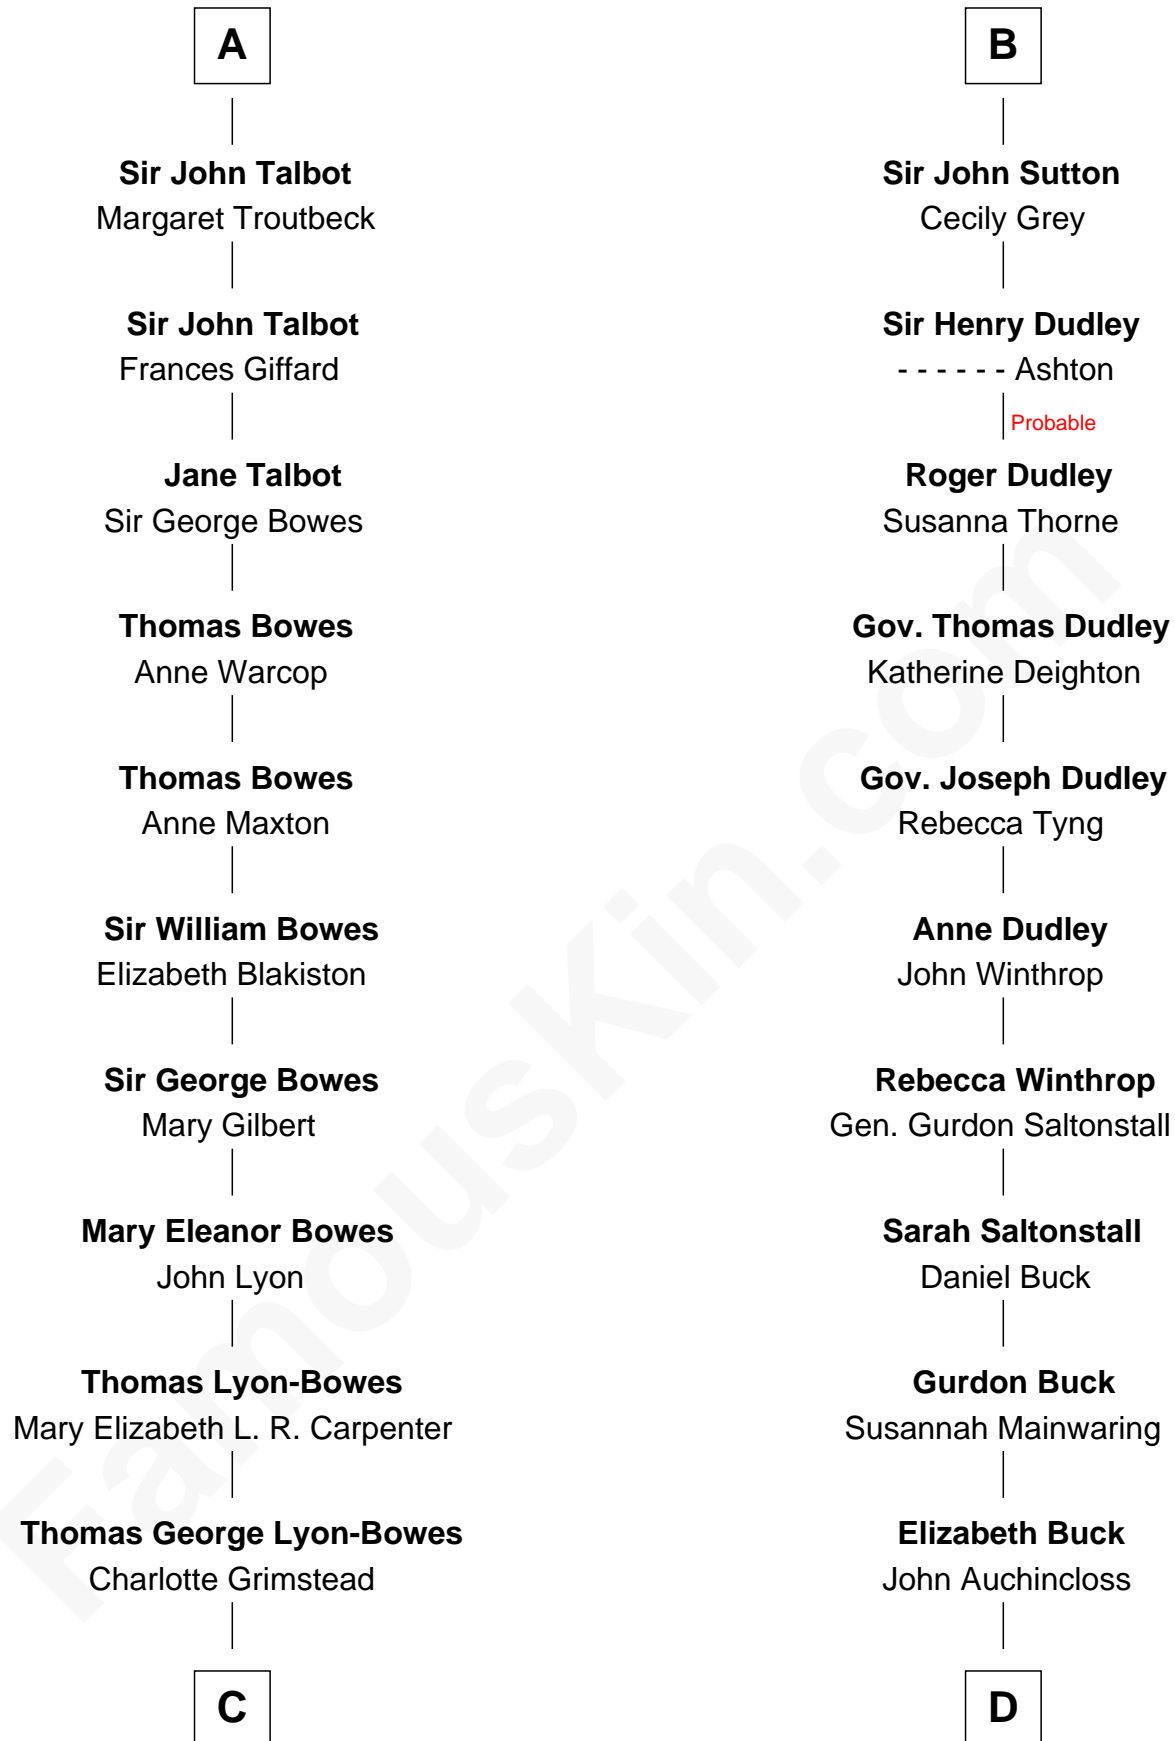 A
Sir John Talbot
Margaret Troutbeck
Sir John Talbot
Frances Giffard
Jane Talbot
Sir George Bowes
Thomas Bowes
Anne Warcop
Thomas Bowes
Anne Maxton
Sir William Bowes
Elizabeth Blakiston
Sir George Bowes
Mary Gilbert
Mary Eleanor Bowes
John Lyon
Thomas Lyon-Bowes
Mary Elizabeth L. R. Carpenter
Thomas George Lyon-Bowes
Charlotte Grimstead
C
B
Sir John Sutton
Cecily Grey
Sir Henry Dudley
- - - - - - Ashton
Probable
Roger Dudley
Susanna Thorne
Gov. Thomas Dudley
Katherine Deighton
Gov. Joseph Dudley
Rebecca Tyng
Anne Dudley
John Winthrop
Rebecca Winthrop
Gen. Gurdon Saltonstall
Sarah Saltonstall
Daniel Buck
Gurdon Buck
Susannah Mainwaring
Elizabeth Buck
John Auchincloss
D
FamousKin.com